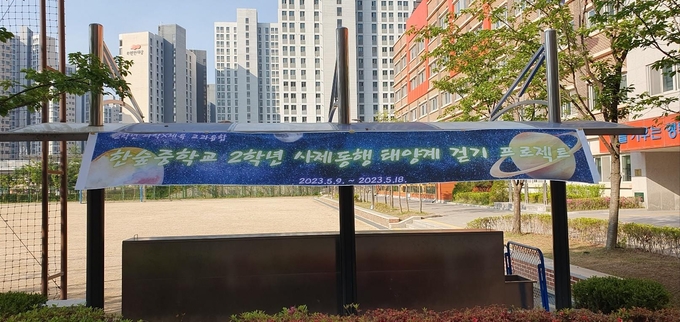 한솔중학교 2학년 사제동행 태양계 걷기 프로젝트
2023.5.9. ~ 2023.5.18.